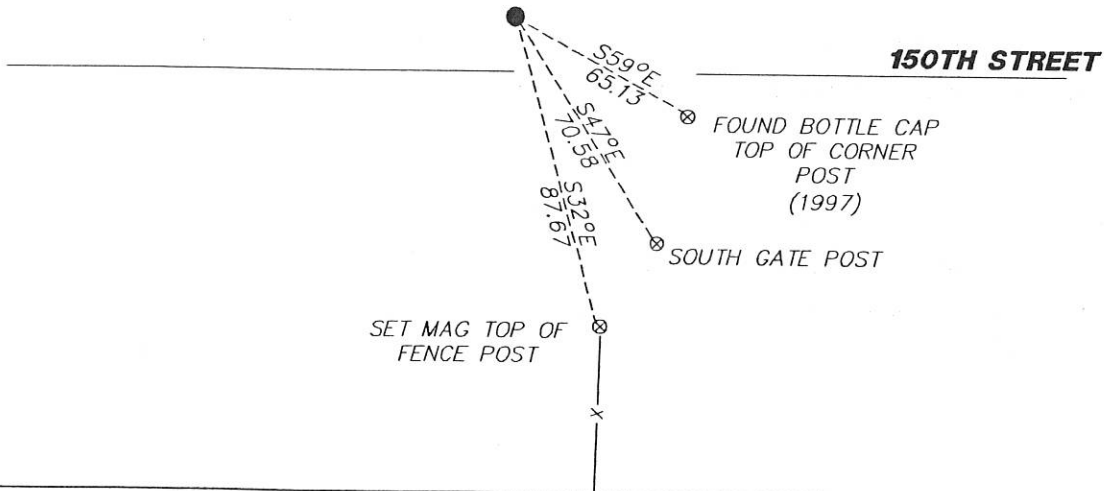 150TH STREET
S59°E
65.13
FOUND BOTTLE CAP
TOP OF CORNER
POST
(1997)
S47°E
70.58
SOUTH GATE POST
S32°E
87.67
SET MAG TOP OF
FENCE POST
x